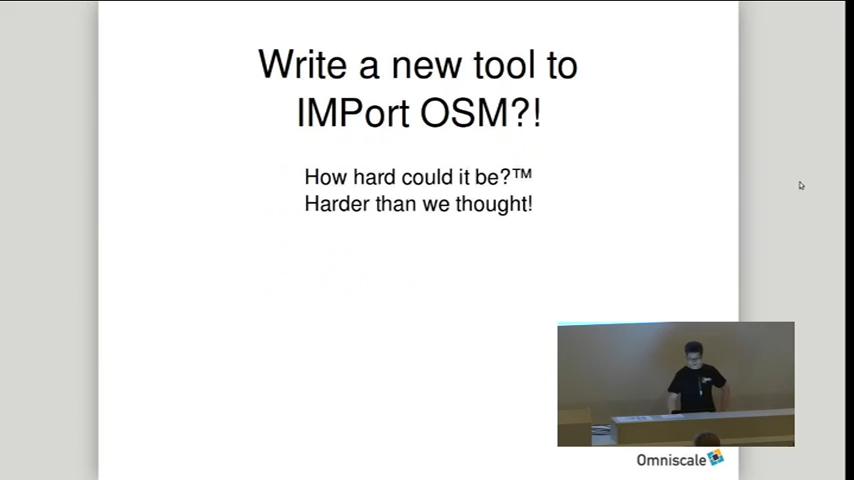 Write a new tool to
IMPort OSM?!
How hard could it be?™
Harder than we thought!
Omniscale